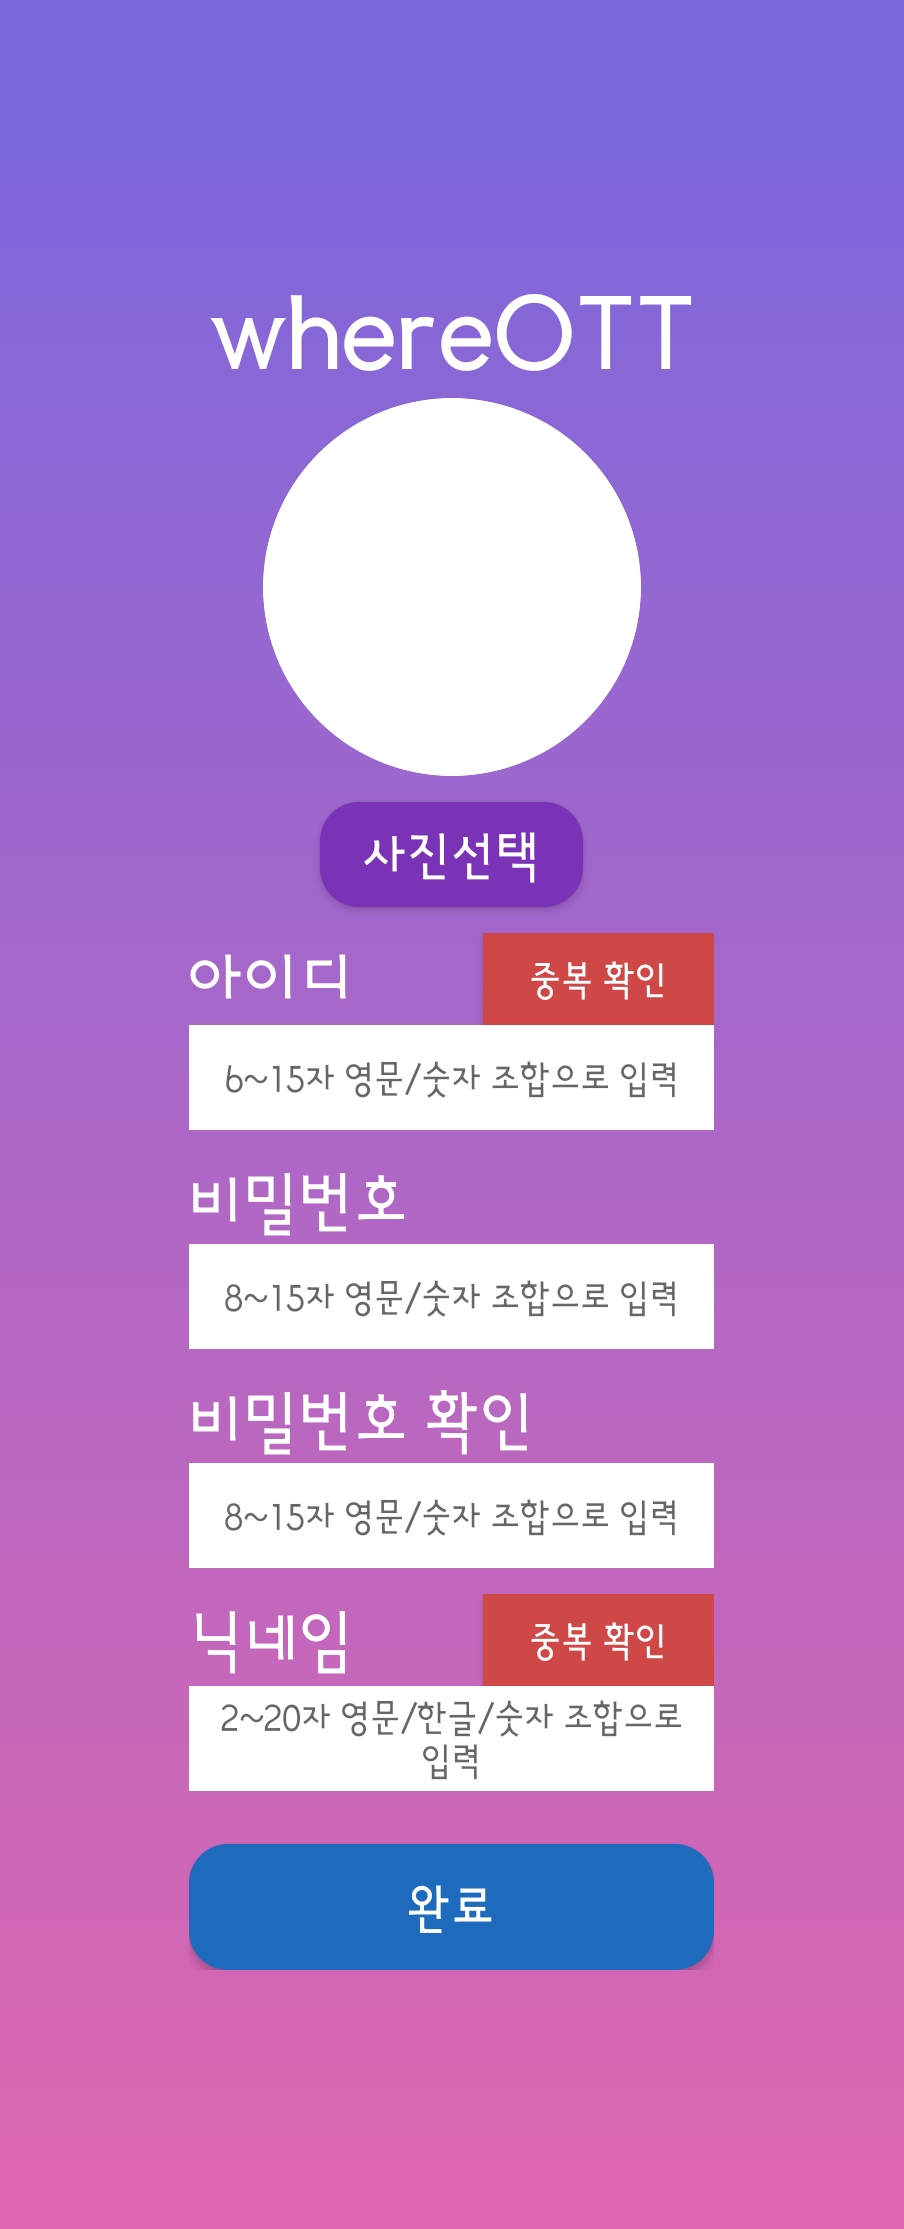 whereOTT
사진선택
아이디
중복 확인
6~15자 영문/숫자 조합으로 입력
비밀번호
8~15자 영문/숫자 조합으로 입력
비밀번호 확인
8~15자 영문/숫자 조합으로 입력
닉네임
중복 확인
2~20자 영문/한글/숫자 조합으로
입력
완료